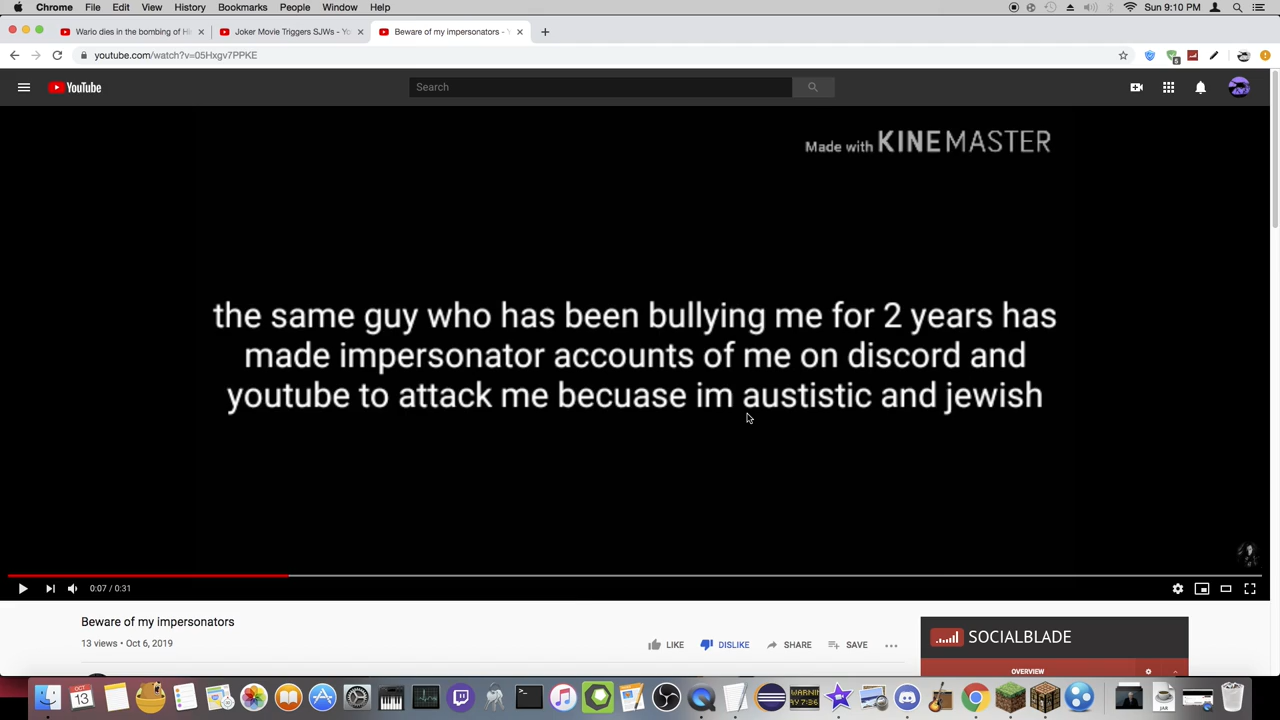 Chrome File Edit View History Bookmarks People Window Help Sun 9:10 PM
Wario dies in the bombing of Hi Joker Movie Triggers SJWs - Yo Beware of my impersonators - Y
youtube.com/watch?v=05Hxgv7PPKE
YouTube Search
Made with KINEMASTER
the same guy who has been bullying me for 2 years has
made impersonator accounts of me on discord and
youtube to attack me becuase im austistic and jewish
0:07 / 0:31
Beware of my impersonators
13 views • Oct 6, 2019
LIKE DISLIKE SHARE SAVE
SOCIALBLADE
OVERVIEW
OCT
13
JAR